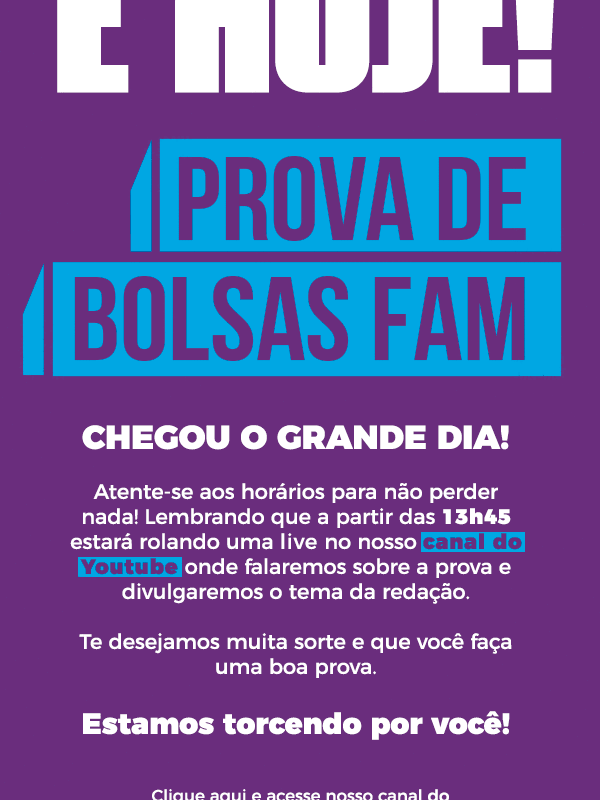 É HOJE!
PROVA DE
BOLSAS FAM
CHEGOU O GRANDE DIA!
Atente-se aos horários para não perder
nada! Lembrando que a partir das 13h45
estará rolando uma live no nosso canal do
Youtube onde falaremos sobre a prova e
divulgaremos o tema da redação.
Te desejamos muita sorte e que você faça
uma boa prova.
Estamos torcendo por você!
Clique aqui e acesse nosso canal do